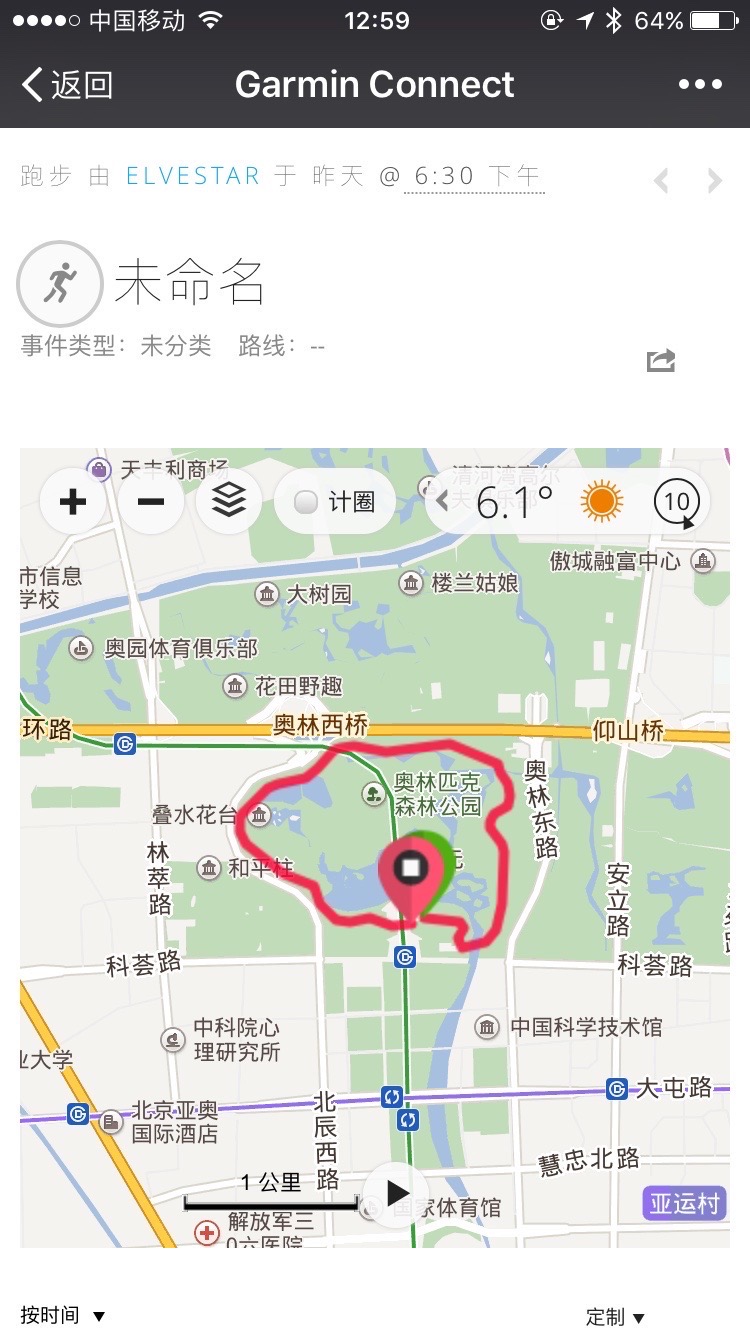 中国移动 12:59 64%
返回 Garmin Connect
跑步 由 ELVESTAR 于 昨天 @ 6:30 下午
未命名
事件类型：未分类 路线：--
天丰利商场
计圈
6.1°
10
傲城融富中心
市信息
学校
大树园
楼兰姑娘
奥园体育俱乐部
花田野趣
环路
奥林西桥
仰山桥
奥林匹克
森林公园
奥林东路
叠水花台
和平柱
林萃路
安立路
科荟路
科荟路
中科院心
理研究所
中国科学技术馆
业大学
大屯路
北京亚奥
国际酒店
北辰西路
慧忠北路
1 公里
国家体育馆
亚运村
解放军三
0六医院
按时间
定制